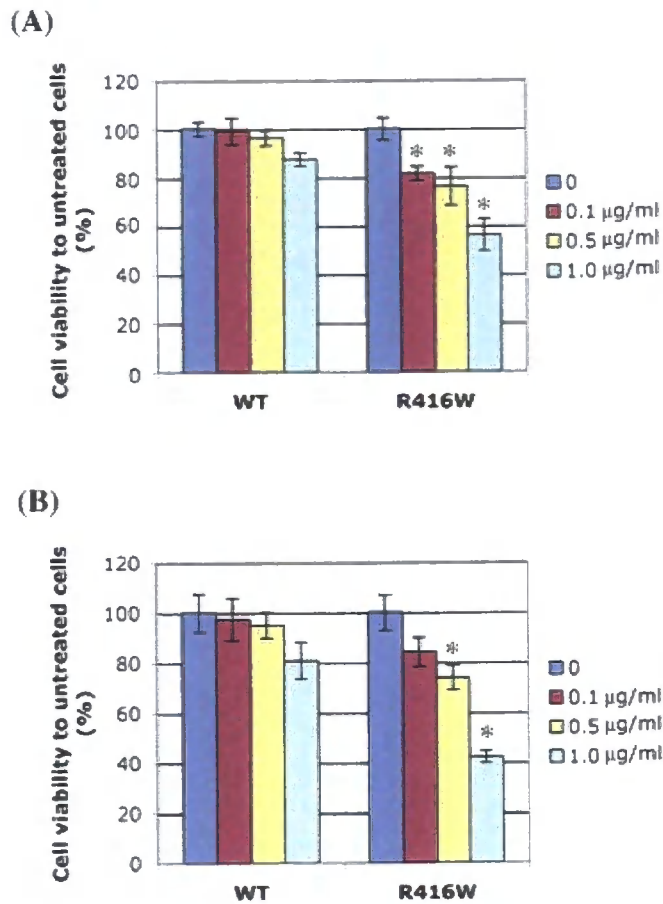 (A)
Cell viability to untreated cells
(%)
120
100
80
60
40
20
0
* * *
WT R416W
0
0.1 µg/ml
0.5 µg/ml
1.0 µg/ml
(B)
Cell viability to untreated cells
(%)
120
100
80
60
40
20
0
* *
WT R416W
0
0.1 µg/ml
0.5 µg/ml
1.0 µg/ml